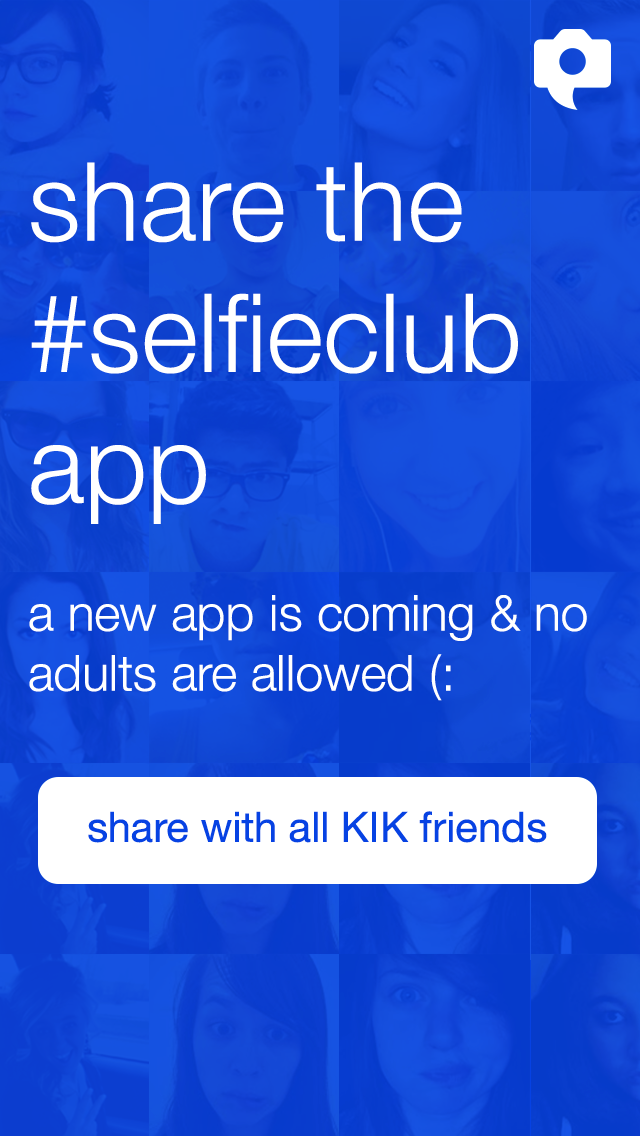 share the
#selfieclub
app
a new app is coming & no
adults are allowed (:
share with all KIK friends